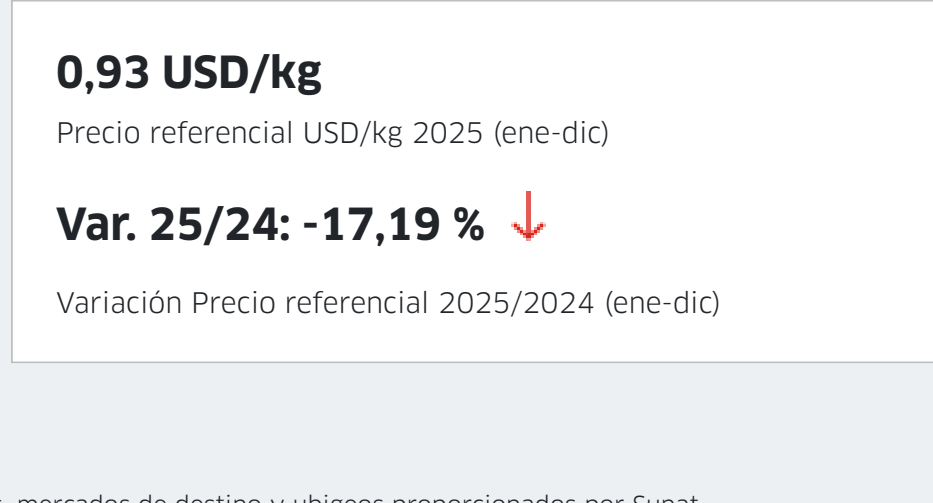 0,93 USD/kg
Precio referencial USD/kg 2025 (ene-dic)
Var. 25/24: -17,19 %
Variación Precio referencial 2025/2024 (ene-dic)
mercados de destino y ubigeos proporcionados por Sunat